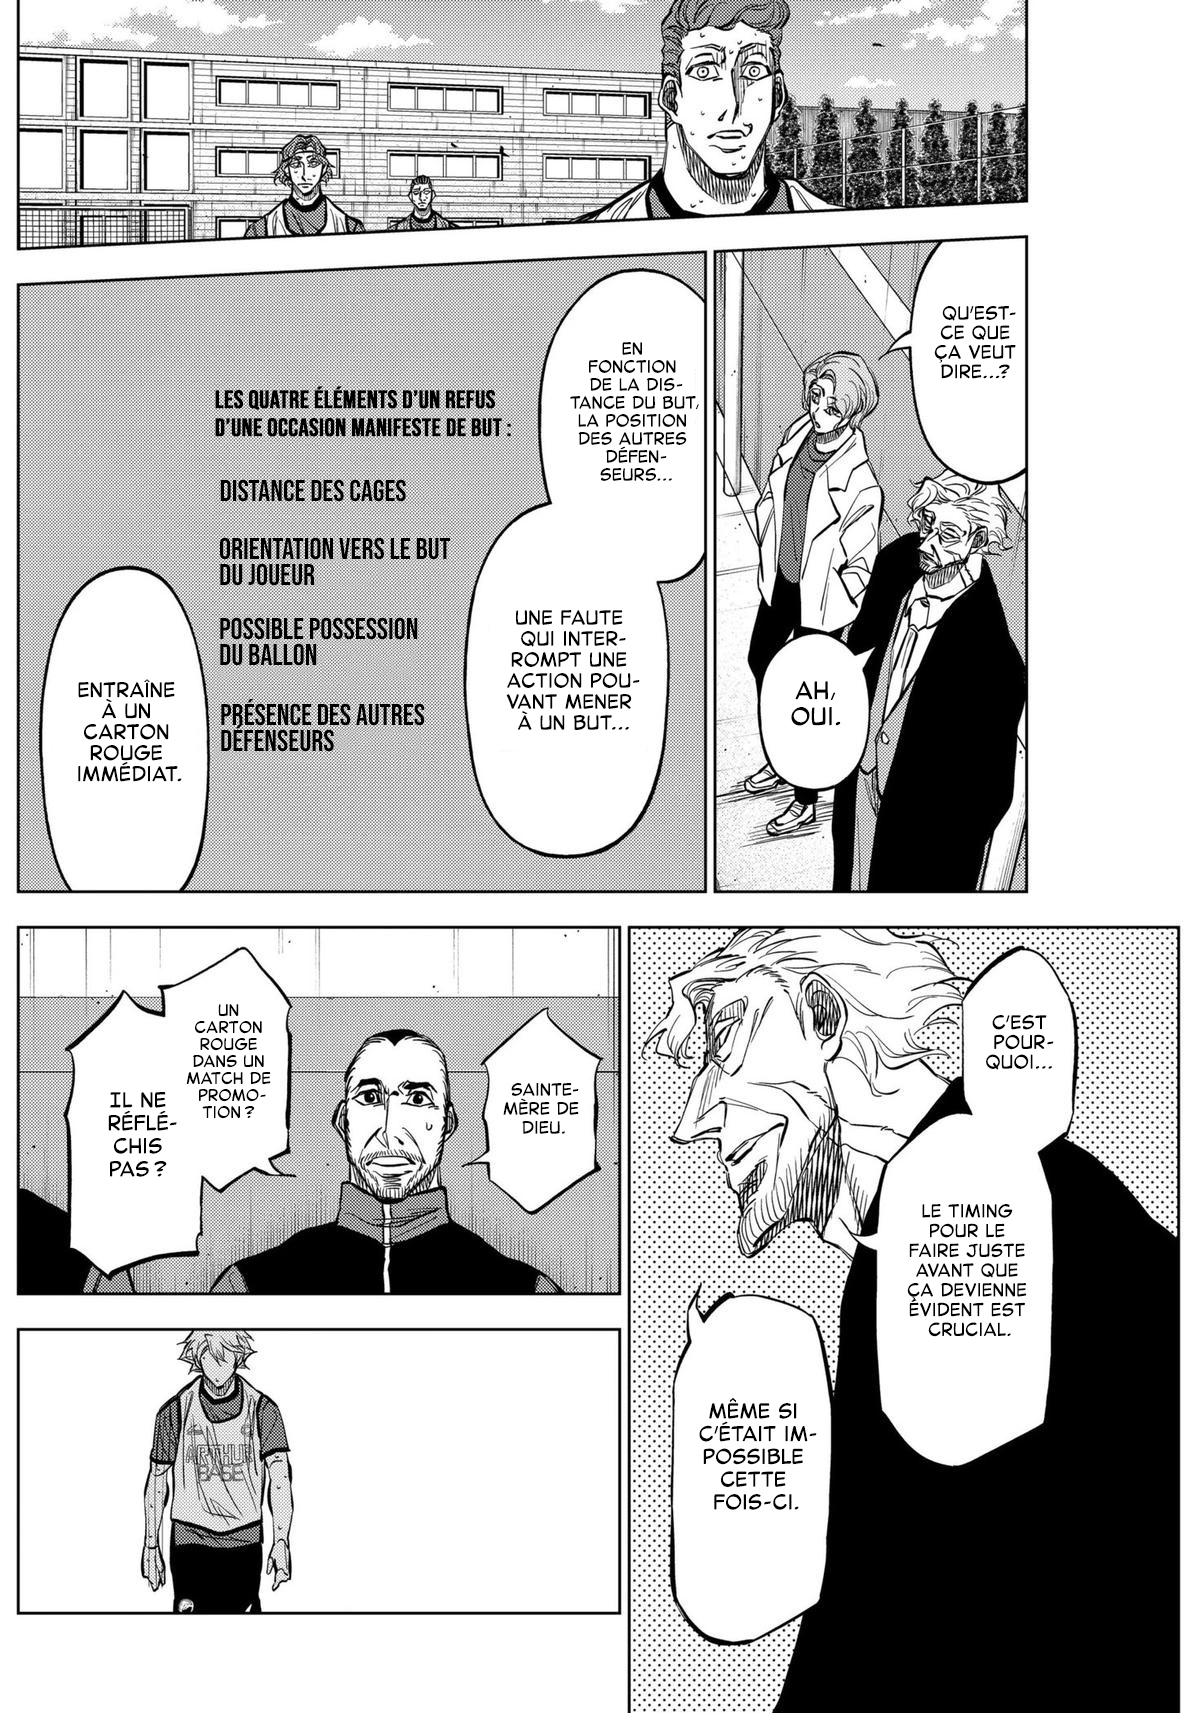 QU'EST-
CE QUE
ÇA VEUT
DIRE...?
AH,
OUI.
EN
FONCTION
DE LA DIS-
TANCE DU BUT,
LA POSITION
DES AUTRES
DÉFEN-
SEURS...
UNE FAUTE
QUI INTER-
ROMPT UNE
ACTION POU-
VANT MENER
À UN BUT...
LES QUATRE ÉLÉMENTS D'UN REFUS
D'UNE OCCASION MANIFESTE DE BUT :
DISTANCE DES CAGES
ORIENTATION VERS LE BUT
DU JOUEUR
POSSIBLE POSSESSION
DU BALLON
PRÉSENCE DES AUTRES
DÉFENSEURS
ENTRAÎNE
À UN
CARTON
ROUGE
IMMÉDIAT.
C'EST
POUR-
QUOI...
LE TIMING
POUR LE
FAIRE JUSTE
AVANT QUE
ÇA DEVIENNE
ÉVIDENT EST
CRUCIAL.
MÊME SI
C'ÉTAIT IM-
POSSIBLE
CETTE
FOIS-CI.
SAINTE-
MÈRE DE
DIEU.
UN
CARTON
ROUGE
DANS UN
MATCH DE
PROMO-
TION ?
IL NE
RÉFLÉ-
CHIS
PAS ?
ARTHUR
BASE